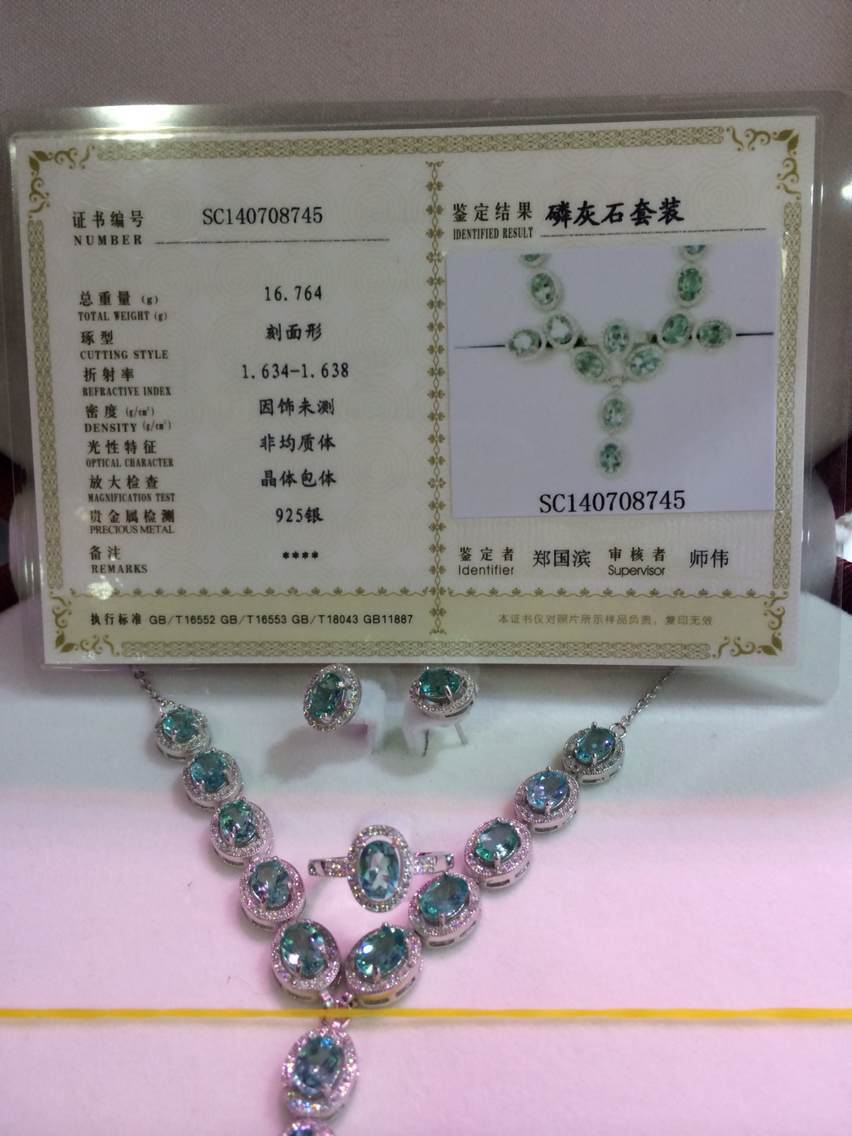 证书编号 SC140708745
NUMBER
总重量 (g) 16.764
TOTAL WEIGHT (g)
琢型 刻面形
CUTTING STYLE
折射率 1.634-1.638
REFRACTIVE INDEX
密度 (g/cm³) 因饰未测
DENSITY (g/cm³)
光性特征 非均质体
OPTICAL CHARACTER
放大检查 晶体包体
MAGNIFICATION TEST
贵金属检测 925银
PRECIOUS METAL
备注 ****
REMARKS
执行标准 GB/T16552 GB/T16553 GB/T18043 GB11887
鉴定结果 磷灰石套装
IDENTIFIED RESULT
SC140708745
鉴定者 郑国滨 审核者 师伟
Identifier Supervisor
本证书仅对照片所示样品负责，复印无效